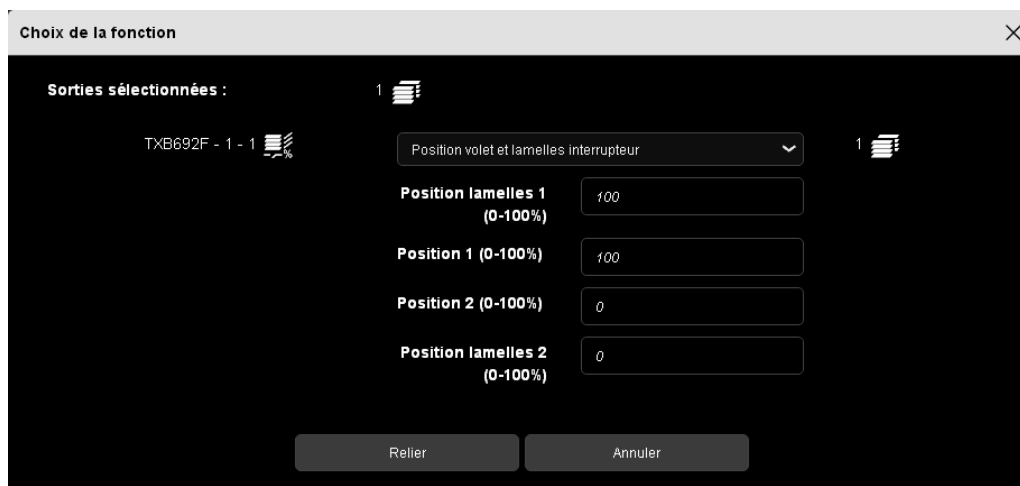 Choix de la fonction
Sorties sélectionnées : 1
TXB692F - 1 - 1 Position volet et lamelles interrupteur 1
Position lamelles 1
(0-100%) 100
Position 1 (0-100%) 100
Position 2 (0-100%) 0
Position lamelles 2
(0-100%) 0
Relier Annuler